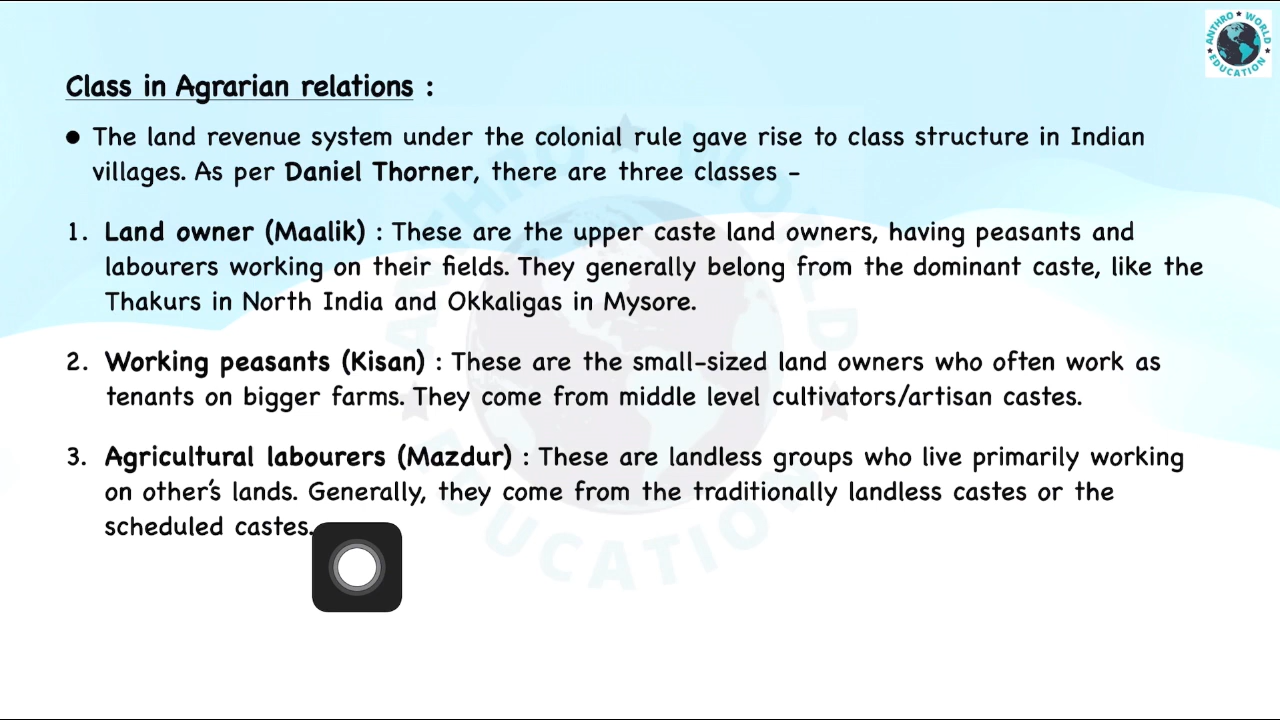 ANTHRO ★ WORLD ★ EDUCATION ★
Class in Agrarian relations :
● The land revenue system under the colonial rule gave rise to class structure in Indian
villages. As per Daniel Thorner, there are three classes -
1. Land owner (Maalik) : These are the upper caste land owners, having peasants and
labourers working on their fields. They generally belong from the dominant caste, like the
Thakurs in North India and Okkaligas in Mysore.
2. Working peasants (Kisan) : These are the small-sized land owners who often work as
tenants on bigger farms. They come from middle level cultivators/artisan castes.
3. Agricultural labourers (Mazdur) : These are landless groups who live primarily working
on other's lands. Generally, they come from the traditionally landless castes or the
scheduled castes.
ANTHRO WORLD EDUCATION